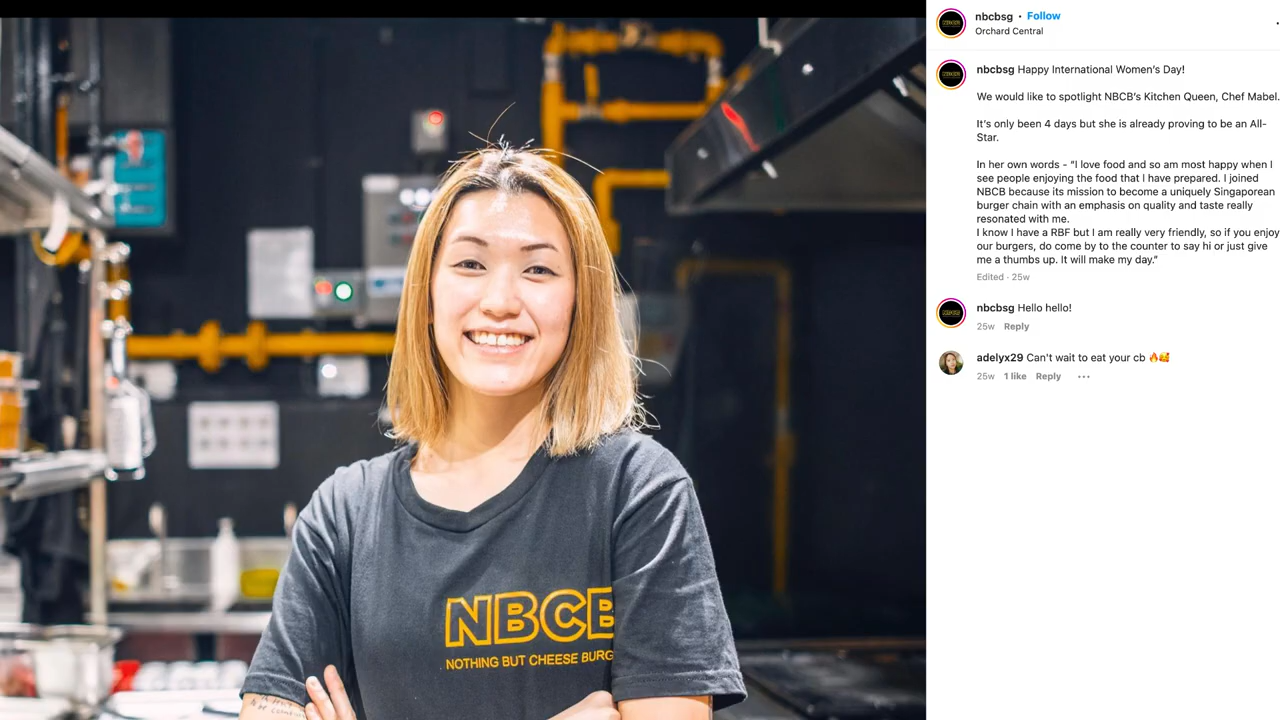 nbcbsg • Follow
Orchard Central
nbcbsg Happy International Women's Day!
We would like to spotlight NBCB's Kitchen Queen, Chef Mabel.
It's only been 4 days but she is already proving to be an All-
Star.
In her own words - "I love food and so am most happy when I
see people enjoying the food that I have prepared. I joined
NBCB because its mission to become a uniquely Singaporean
burger chain with an emphasis on quality and taste really
resonated with me.
I know I have a RBF but I am really very friendly, so if you enjoy
our burgers, do come by to the counter to say hi or just give
me a thumbs up. It will make my day."
Edited · 25w
nbcbsg Hello hello!
25w Reply
adelyx29 Can't wait to eat your cb 🔥🥰
25w 1 like Reply •••
NBCB
NOTHING BUT CHEESE BURG